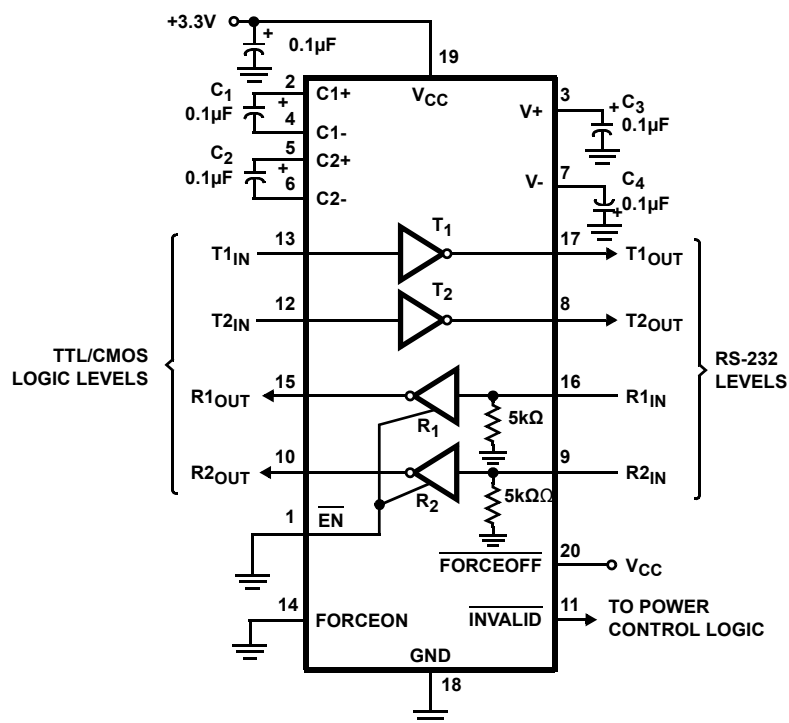 +3.3V
+
0.1µF
19
2
C1+
VCC
3
C1
0.1µF
+
4
C1-
V+
+
C3
0.1µF
5
C2+
C2
0.1µF
+
6
C2-
7
V-
C4
0.1µF
+
T1IN
13
T1
17
T1OUT
T2IN
12
T2
8
T2OUT
TTL/CMOS
LOGIC LEVELS
RS-232
LEVELS
R1OUT
15
R1
16
R1IN
5kΩ
R2OUT
10
R2
9
R2IN
5kΩΩ
1
EN
FORCEOFF
20
VCC
14
FORCEON
INVALID
11
TO POWER
CONTROL LOGIC
GND
18